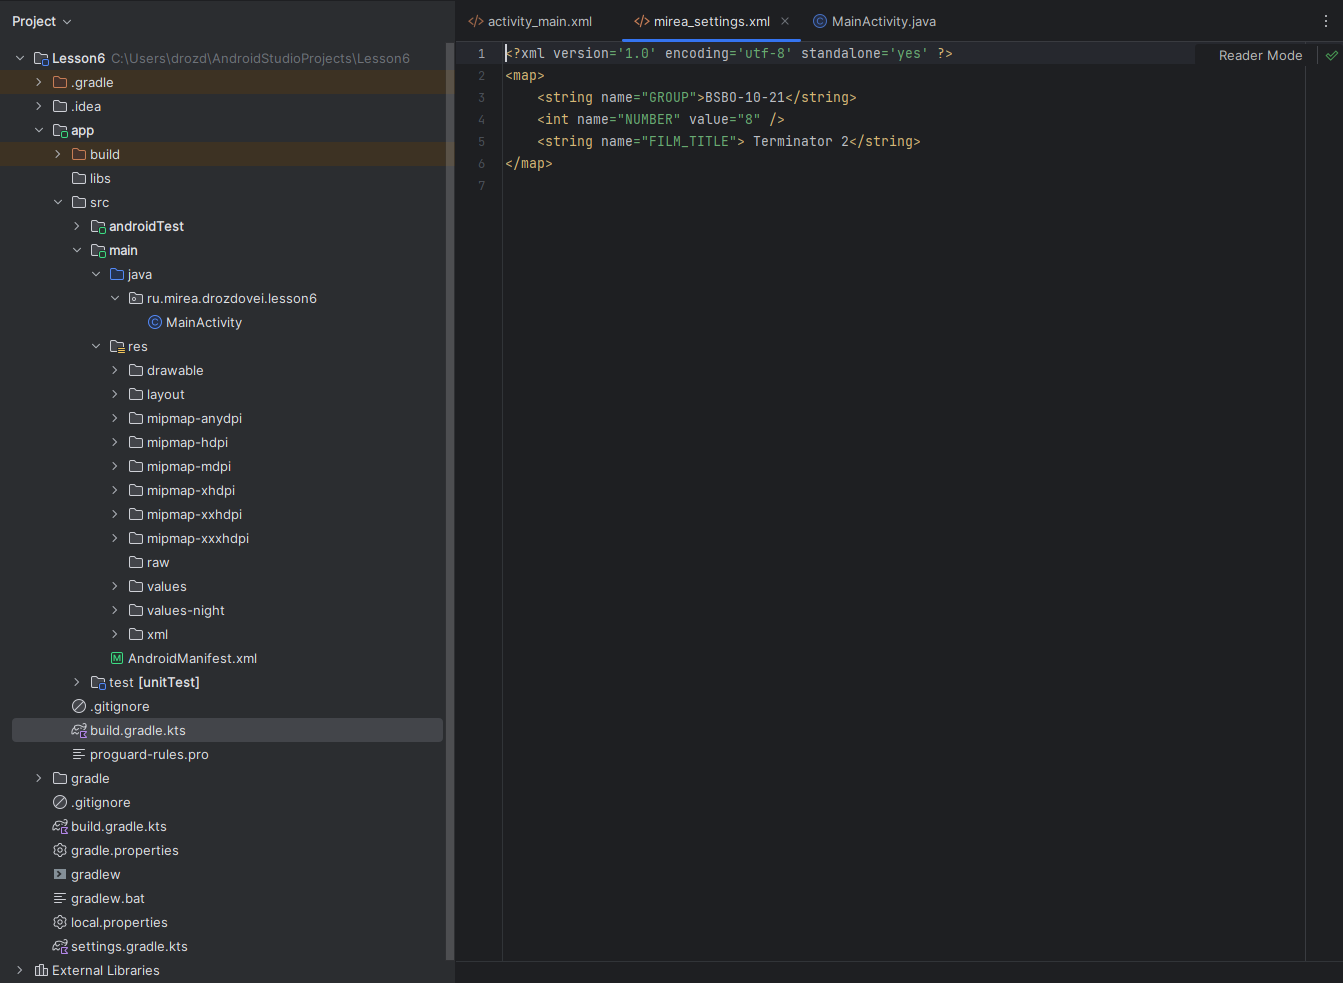 Project
Lesson6 C:\Users\drozd\AndroidStudioProjects\Lesson6
.gradle
.idea
app
build
libs
src
androidTest
main
java
ru.mirea.drozdovei.lesson6
MainActivity
res
drawable
layout
mipmap-anydpi
mipmap-hdpi
mipmap-mdpi
mipmap-xhdpi
mipmap-xxhdpi
mipmap-xxxhdpi
raw
values
values-night
xml
AndroidManifest.xml
test [unitTest]
.gitignore
build.gradle.kts
proguard-rules.pro
gradle
.gitignore
build.gradle.kts
gradle.properties
gradlew
gradlew.bat
local.properties
settings.gradle.kts
External Libraries
activity_main.xml mirea_settings.xml MainActivity.java
Reader Mode
1 <?xml version='1.0' encoding='utf-8' standalone='yes' ?>
2 <map>
3 <string name="GROUP">BSBO-10-21</string>
4 <int name="NUMBER" value="8" />
5 <string name="FILM_TITLE"> Terminator 2</string>
6 </map>
7